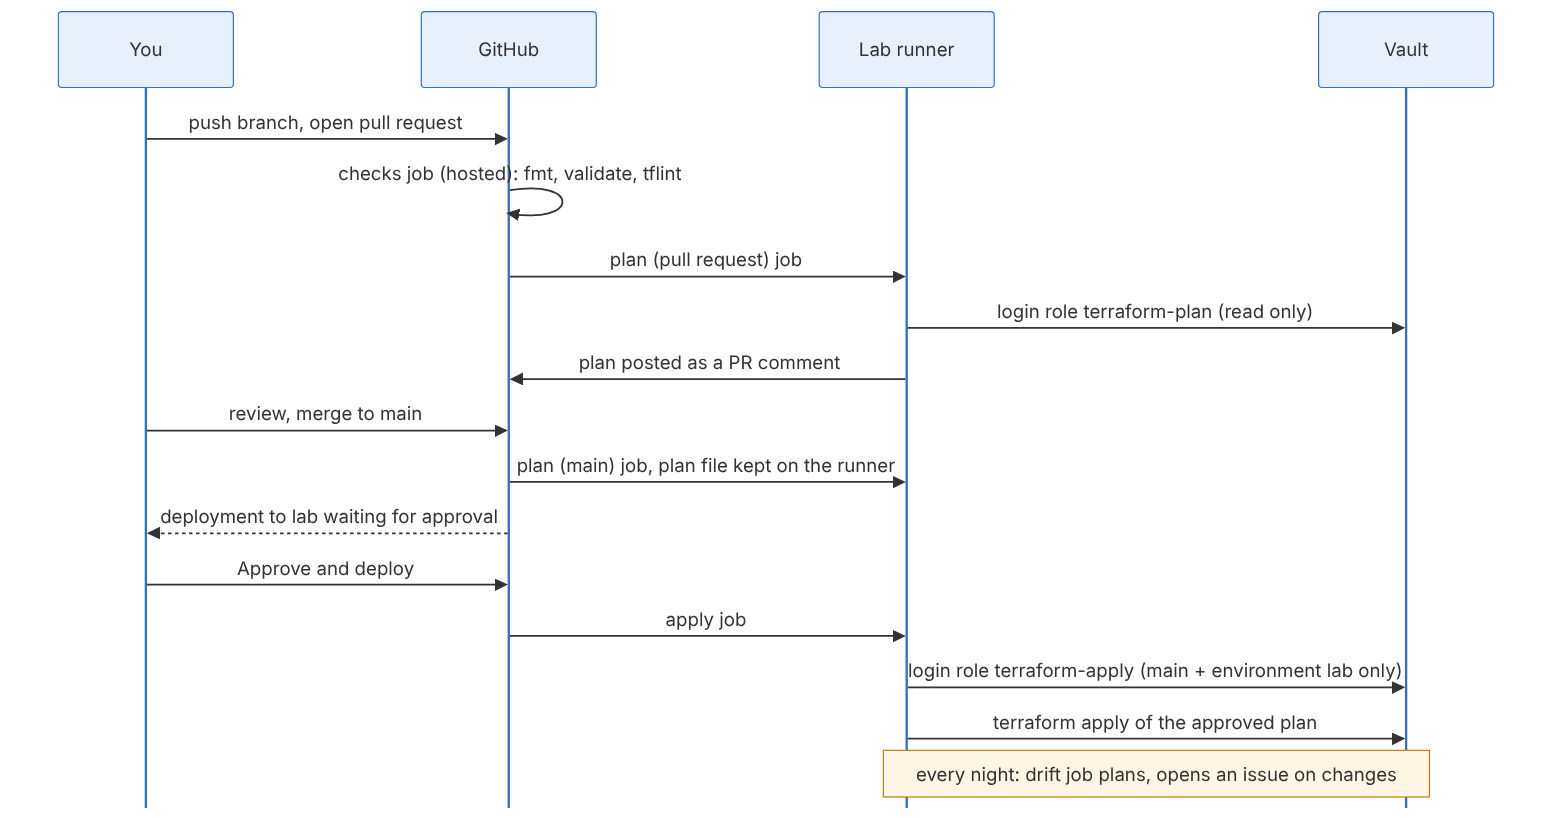 You
GitHub
Lab runner
Vault
push branch, open pull request
checks job (hosted): fmt, validate, tflint
plan (pull request) job
login role terraform-plan (read only)
plan posted as a PR comment
review, merge to main
plan (main) job, plan file kept on the runner
deployment to lab waiting for approval
Approve and deploy
apply job
login role terraform-apply (main + environment lab only)
terraform apply of the approved plan
every night: drift job plans, opens an issue on changes